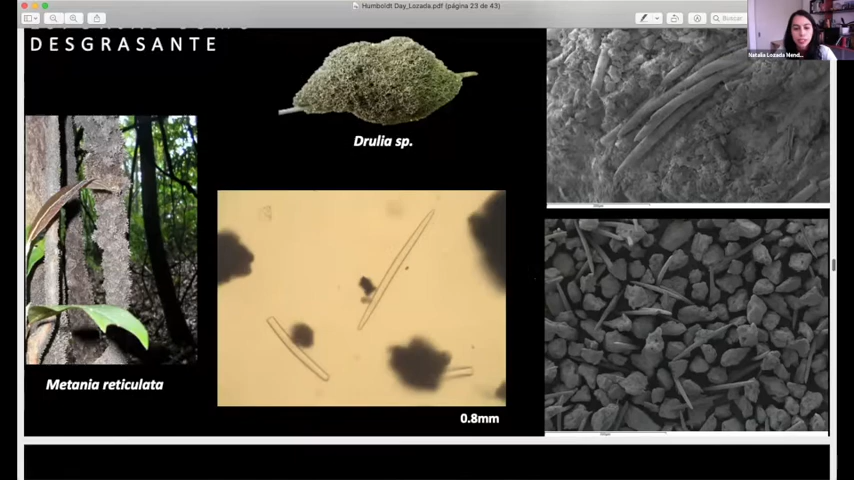 Humboldt Day_Lozada.pdf (página 23 de 43)
Buscar
Natalia Lozada Mend...
DESGRASANTE
Drulia sp.
Metania reticulata
0.8mm